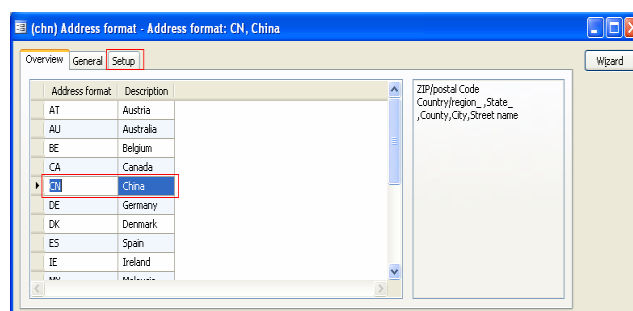 (chn) Address format - Address format: CN, China
Overview General Setup
Wizard
Address format Description
AT Austria
AU Australia
BE Belgium
CA Canada
CN China
DE Germany
DK Denmark
ES Spain
IE Ireland
ZIP/postal Code
Country/region_,State_
,County,City,Street name